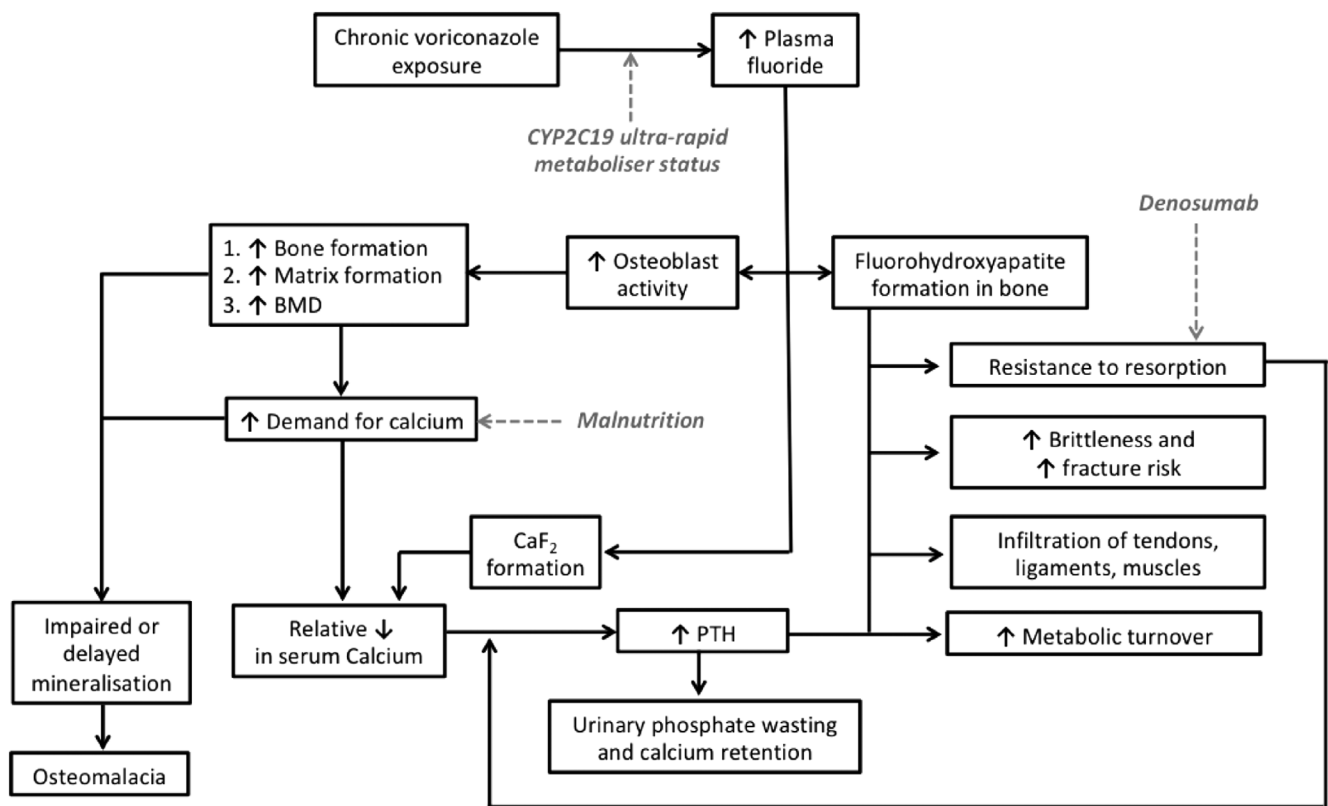 Chronic voriconazole
exposure
↑ Plasma
fluoride
CYP2C19 ultra-rapid
metaboliser status
Denosumab
1. ↑ Bone formation
2. ↑ Matrix formation
3. ↑ BMD
↑ Osteoblast
activity
Fluorohydroxyapatite
formation in bone
Resistance to resorption
↑ Demand for calcium
Malnutrition
↑ Brittleness and
↑ fracture risk
CaF₂
formation
Infiltration of tendons,
ligaments, muscles
Impaired or
delayed
mineralisation
Relative ↓
in serum Calcium
↑ PTH
↑ Metabolic turnover
Urinary phosphate wasting
and calcium retention
Osteomalacia